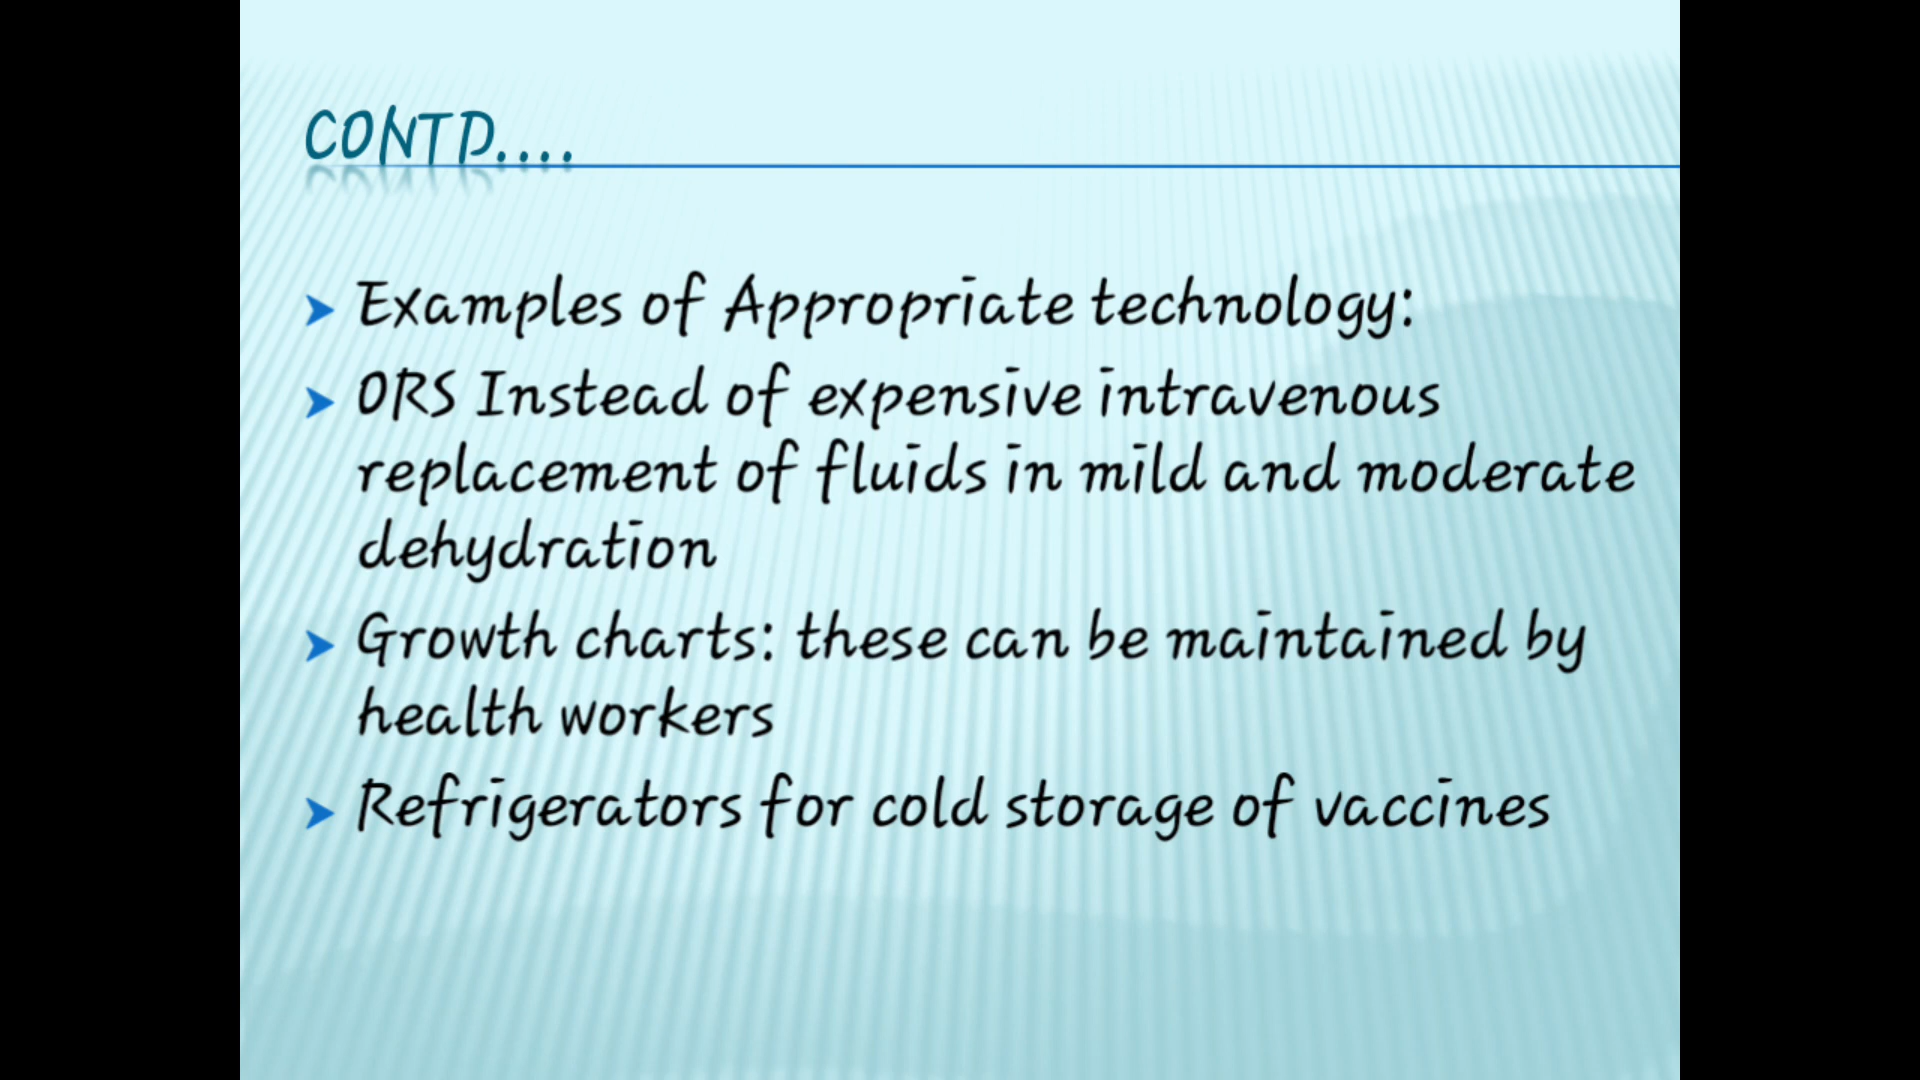 CONTD....
Examples of Appropriate technology:
ORS Instead of expensive intravenous
replacement of fluids in mild and moderate
dehydration
Growth charts: these can be maintained by
health workers
Refrigerators for cold storage of vaccines